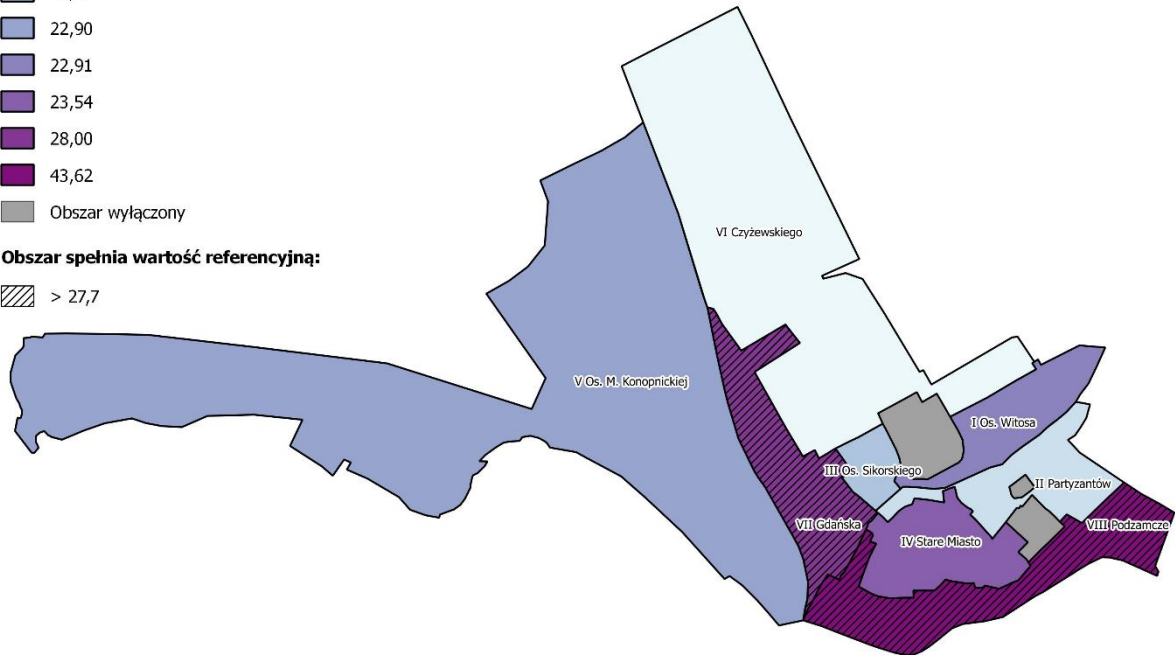 22,90
22,91
23,54
28,00
43,62
Obszar wyłączony
Obszar spełnia wartość referencyjną:
> 27,7
VI Czyżewskiego
V Os. M. Konopnickiej
I Os. Witosa
III Os. Sikorskiego
II Partyzantów
VII Gdańska
IV Stare Miasto
VIII Podzamcze